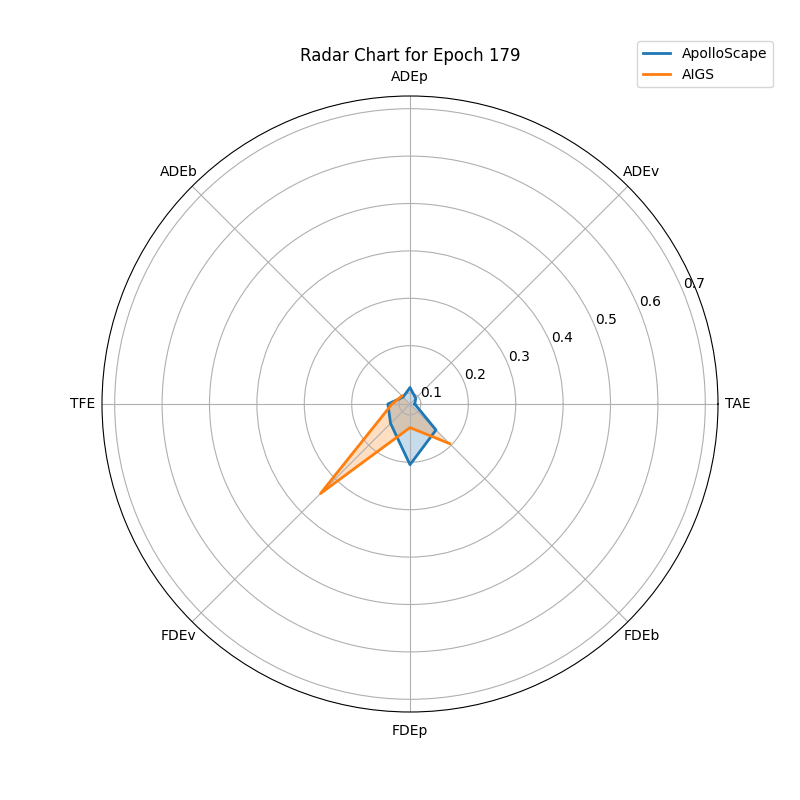 Radar Chart for Epoch 179
ApolloScape
AIGS
ADEp
ADEb
ADEv
0.7
0.6
0.5
0.4
0.3
0.2
0.1
TFE
TAE
FDEv
FDEb
FDEp